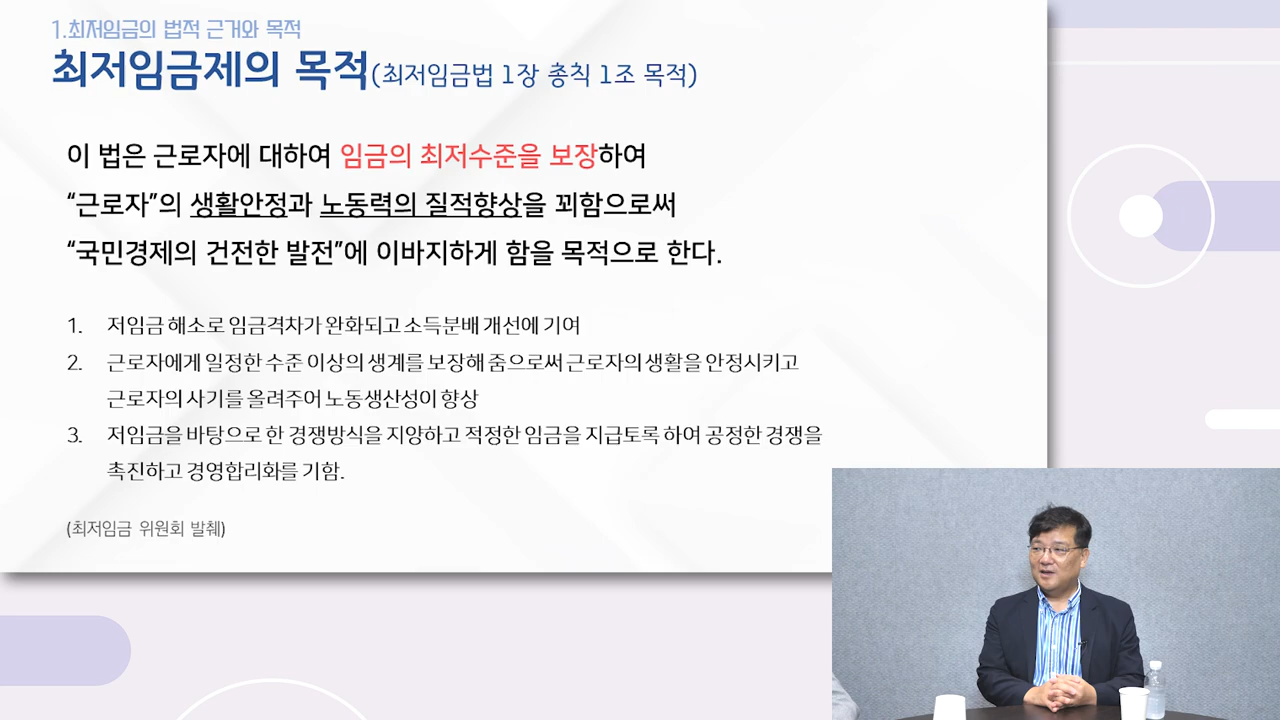 1.최저임금의 법적 근거와 목적
최저임금제의 목적(최저임금법 1장 총칙 1조 목적)
이 법은 근로자에 대하여 임금의 최저수준을 보장하여
“근로자”의 생활안정과 노동력의 질적향상을 꾀함으로써
“국민경제의 건전한 발전”에 이바지하게 함을 목적으로 한다.
1. 저임금 해소로 임금격차가 완화되고 소득분배 개선에 기여
2. 근로자에게 일정한 수준 이상의 생계를 보장해 줌으로써 근로자의 생활을 안정시키고
근로자의 사기를 올려주어 노동생산성이 향상
3. 저임금을 바탕으로 한 경쟁방식을 지양하고 적정한 임금을 지급토록 하여 공정한 경쟁을
촉진하고 경영합리화를 기함.
(최저임금 위원회 발췌)